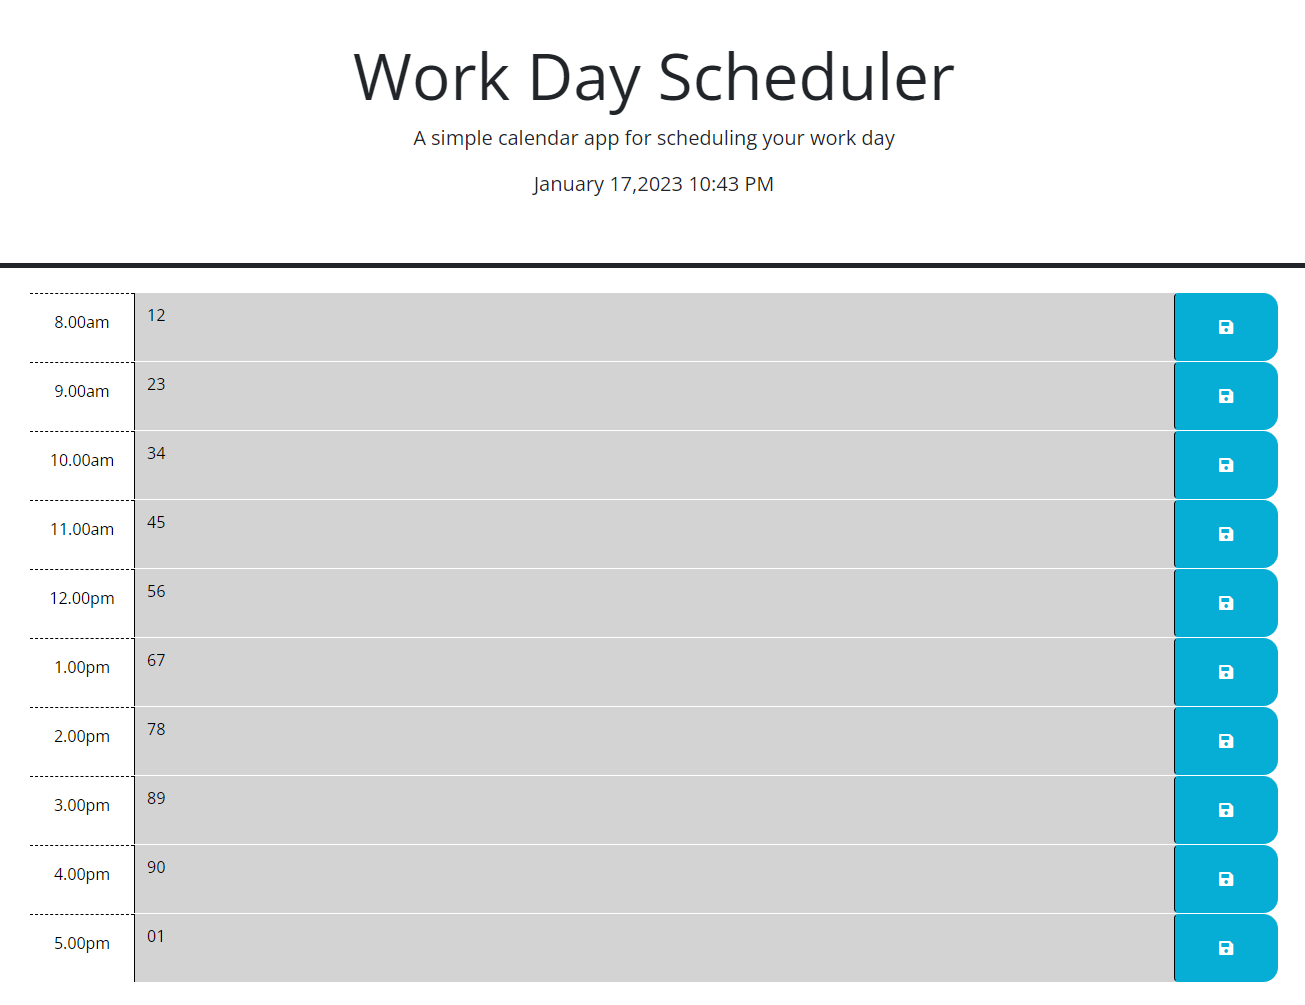 Work Day Scheduler
A simple calendar app for scheduling your work day
January 17,2023 10:43 PM
8.00am 12
9.00am 23
10.00am 34
11.00am 45
12.00pm 56
1.00pm 67
2.00pm 78
3.00pm 89
4.00pm 90
5.00pm 01